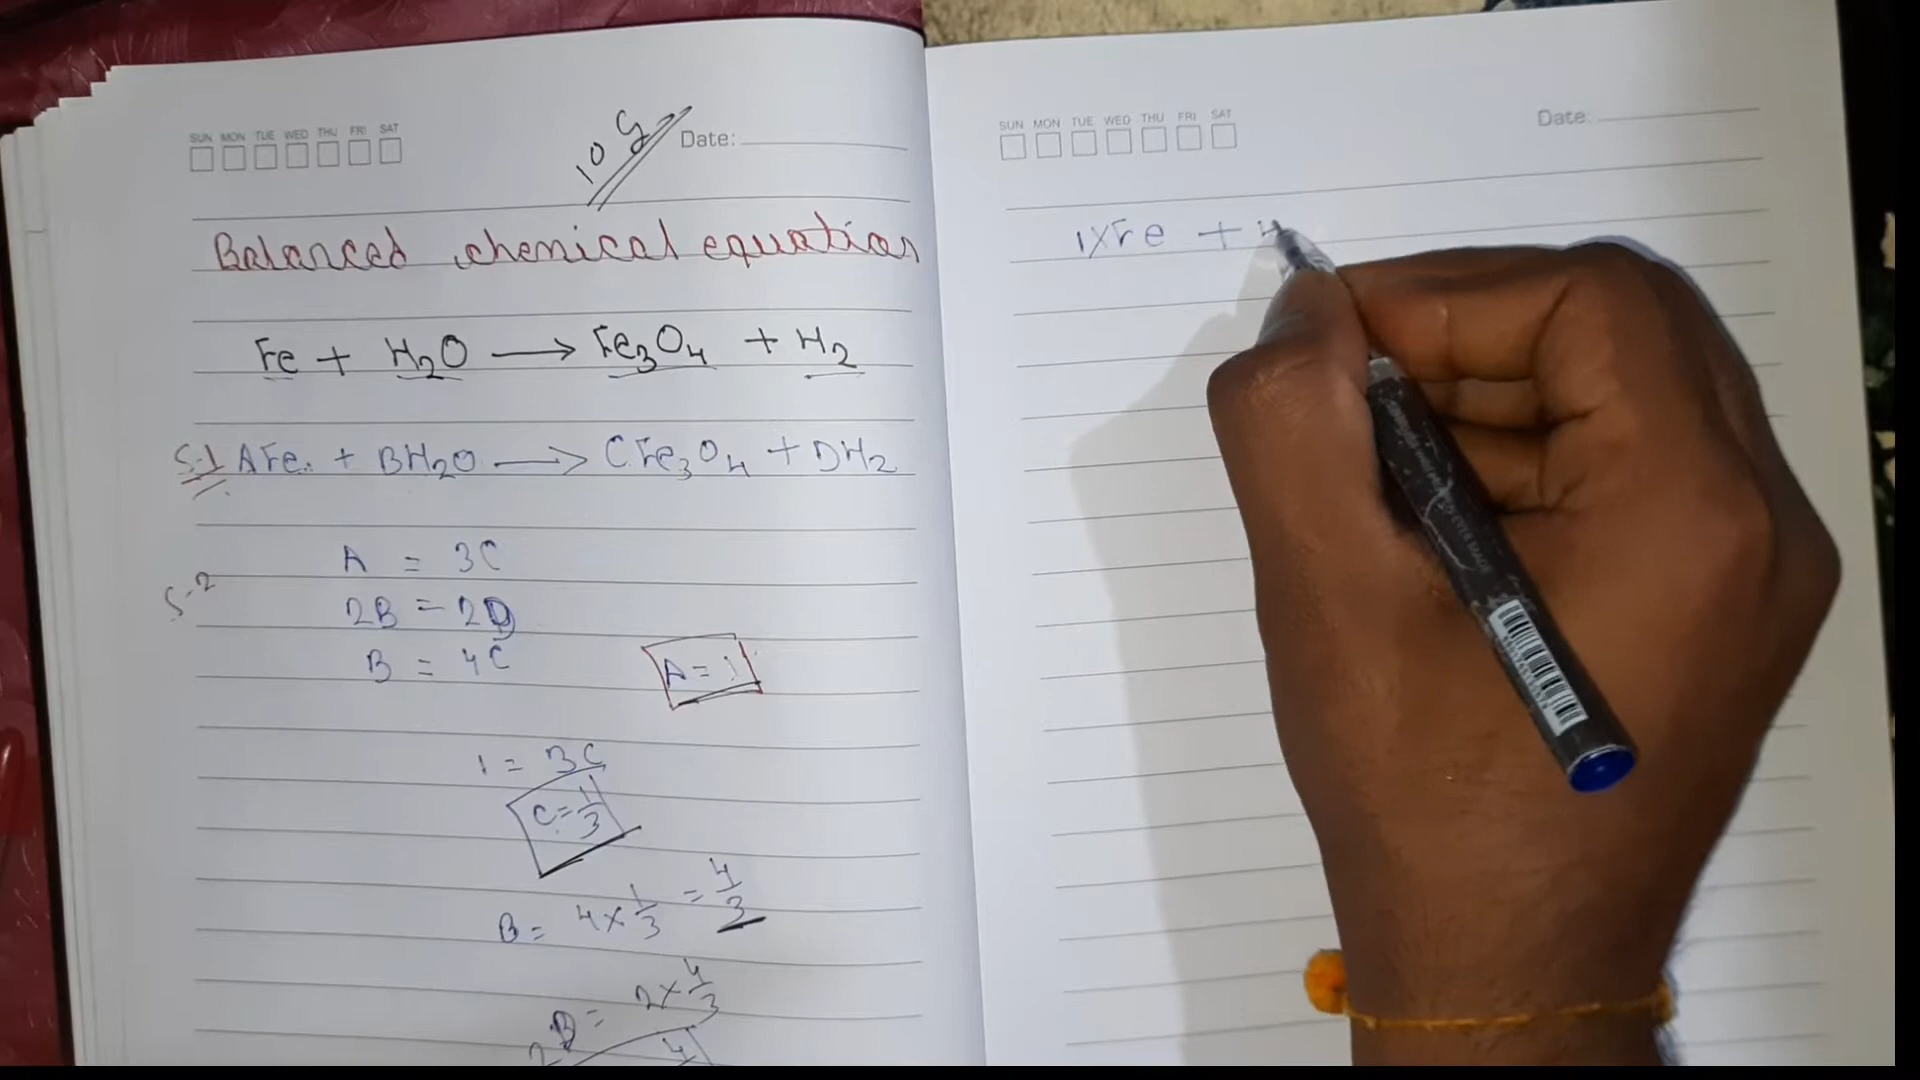 SUN MON TUE WED THU FRI SAT
10 G
Date:
Balanced chemical equation
Fe + H₂O → Fe₃O₄ + H₂
S-1 AFe + BH₂O → CFe₃O₄ + DH₂
S-2
A = 3C
2B = 2D
B = 4C
A = 1
1 = 3C
C = 1/3
B = 4 × 1/3 = 4/3
2 × 4/3
SUN MON TUE WED THU FRI SAT
Date:
1×Fe + 4